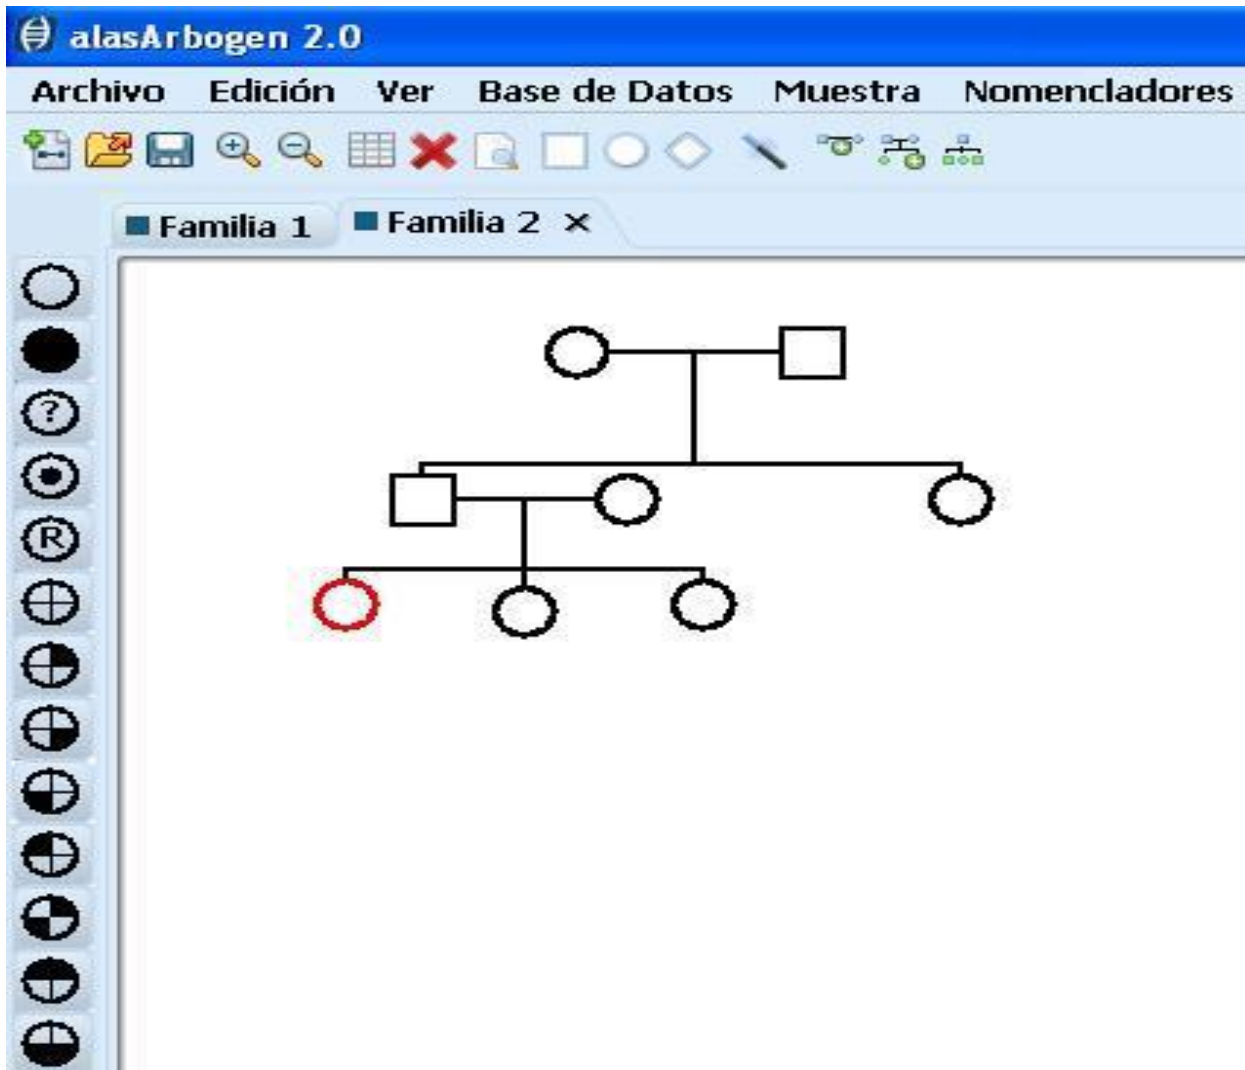 alasArbogen 2.0
Archivo Edición Ver Base de Datos Muestra Nomencladores
Familia 1 Familia 2 ×
?
R